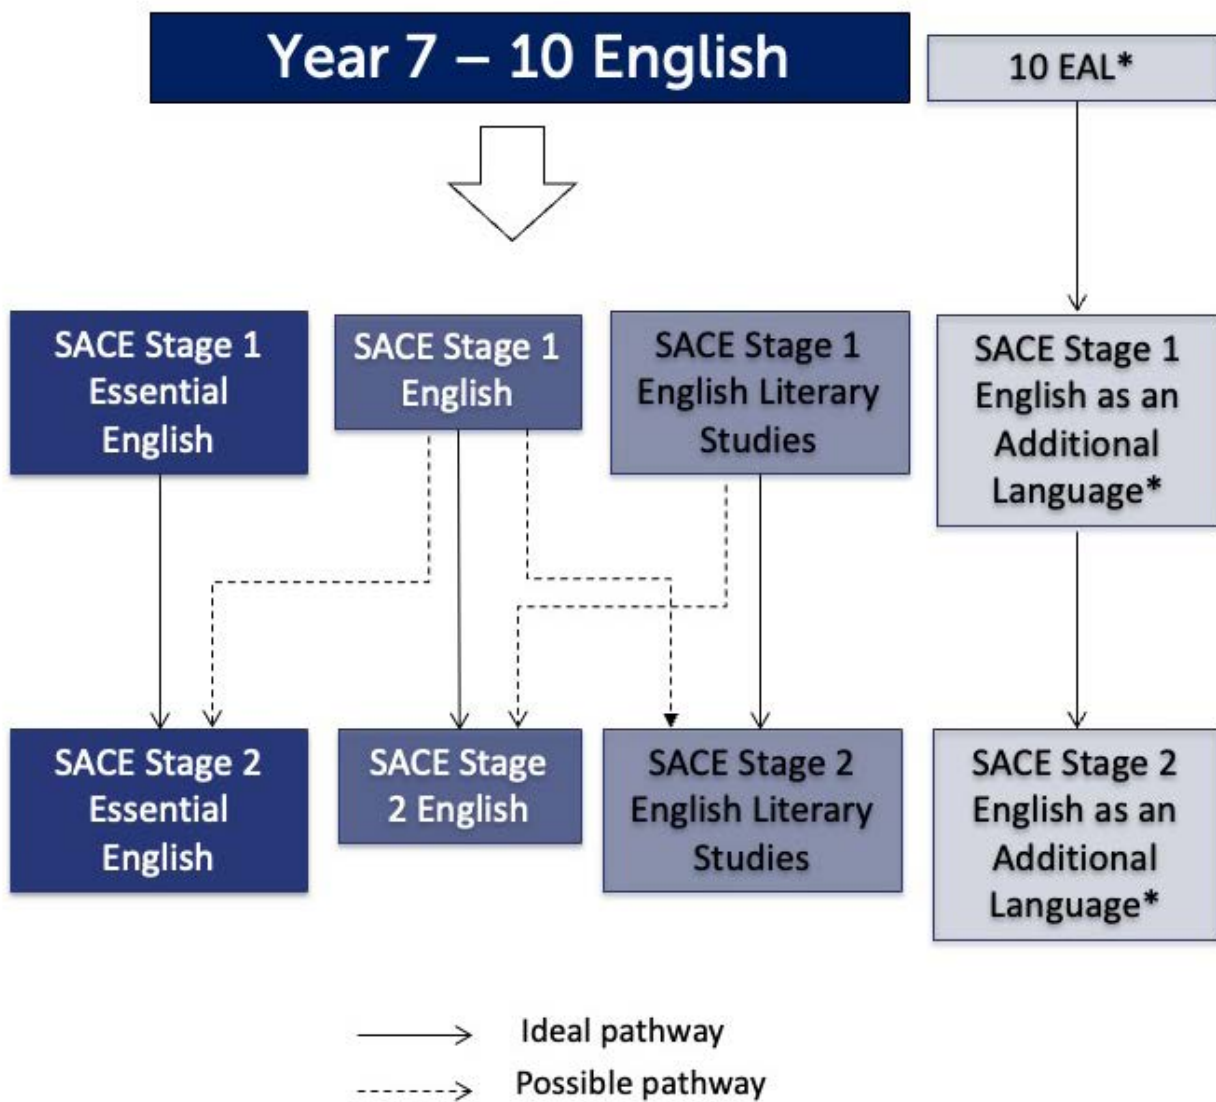 Year 7 – 10 English
10 EAL*
SACE Stage 1
Essential
English
SACE Stage 1
English
SACE Stage 1
English Literary
Studies
SACE Stage 1
English as an
Additional
Language*
SACE Stage 2
Essential
English
SACE Stage
2 English
SACE Stage 2
English Literary
Studies
SACE Stage 2
English as an
Additional
Language*
Ideal pathway
Possible pathway